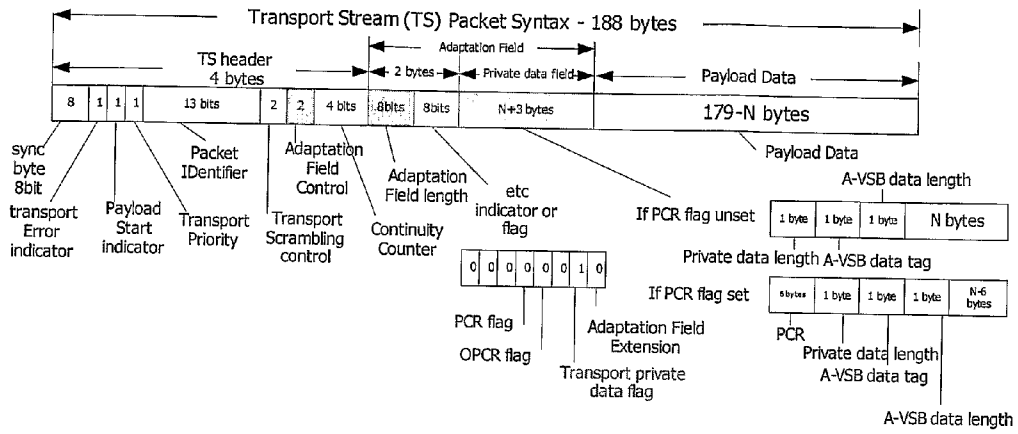 Transport Stream (TS) Packet Syntax - 188 bytes
Adaptation Field
TS header
4 bytes
2 bytes
Private data field
Payload Data
8
1
1
1
13 bits
2
2
4 bits
8bits
8bits
N+3 bytes
179-N bytes
sync
byte
8bit
transport
Error
indicator
Payload
Start
indicator
Transport
Priority
Packet
IDentifier
Transport
Scrambling
control
Adaptation
Field
Control
Continuity
Counter
Adaptation
Field length
etc
indicator or
flag
Payload Data
0 0 0 0 0 0 1 0
PCR flag
OPCR flag
Adaptation Field
Extension
Transport private
data flag
A-VSB data length
If PCR flag unset
1 byte
1 byte
1 byte
N bytes
Private data length
A-VSB data tag
If PCR flag set
6 bytes
1 byte
1 byte
1 byte
N-6
bytes
PCR
Private data length
A-VSB data tag
A-VSB data length